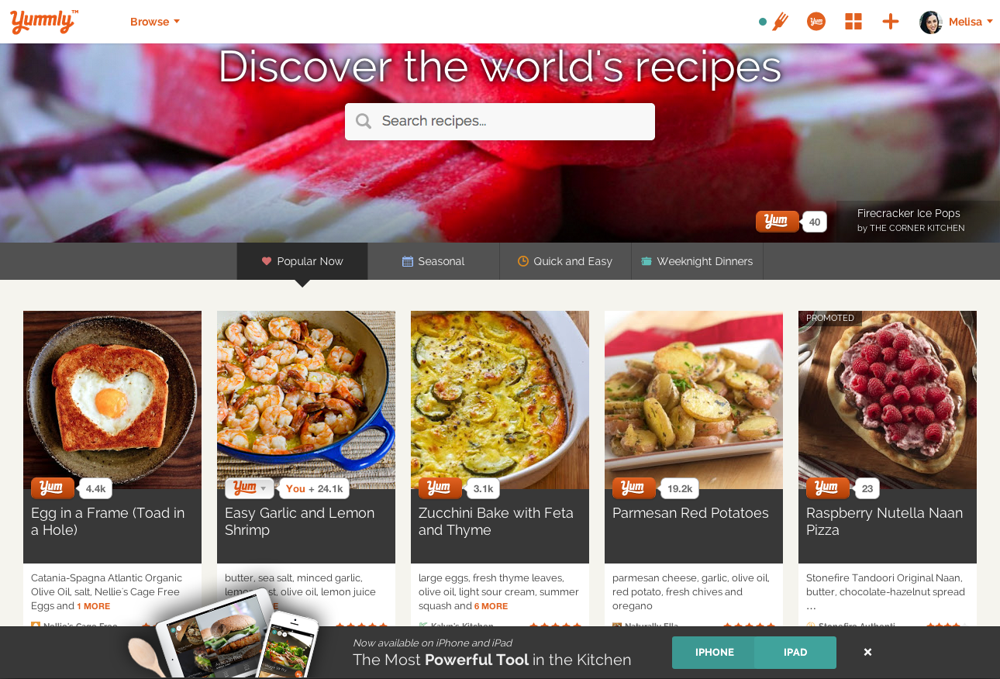 Yummly™
Browse
Yum
Melisa
Discover the world's recipes
Search recipes...
Yum 40
Firecracker Ice Pops
by THE CORNER KITCHEN
Popular Now
Seasonal
Quick and Easy
Weeknight Dinners
PROMOTED
Yum 4.4k
Yum You + 24.1k
Yum 3.1k
Yum 19.2k
Yum 23
Egg in a Frame (Toad in
a Hole)
Easy Garlic and Lemon
Shrimp
Zucchini Bake with Feta
and Thyme
Parmesan Red Potatoes
Raspberry Nutella Naan
Pizza
Catania-Spagna Atlantic Organic
Olive Oil, salt, Nellie's Cage Free
Eggs and 1 MORE
butter, sea salt, minced garlic,
olive oil, lemon juice
large eggs, fresh thyme leaves,
olive oil, light sour cream, summer
squash and 6 MORE
parmesan cheese, garlic, olive oil,
red potato, fresh chives and
oregano
Stonefire Tandoori Original Naan,
butter, chocolate-hazelnut spread
...
Nellie's Cage Free
Kalyn's Kitchen
Naturally Ella
Stonefire Authenti
Now available on iPhone and iPad
The Most Powerful Tool in the Kitchen
IPHONE
IPAD